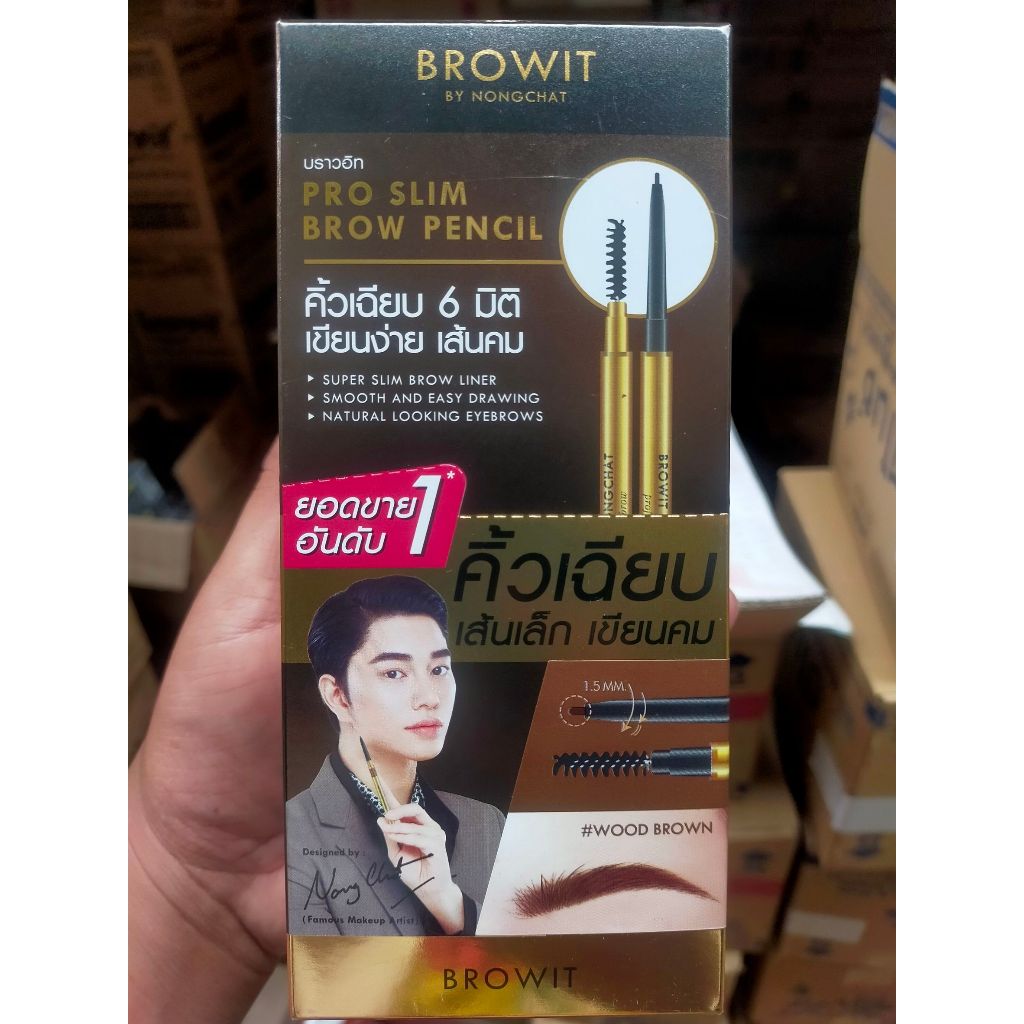 BROWIT
BY NONGCHAT
บราวอิท
PRO SLIM
BROW PENCIL
คิ้วเฉียบ 6 มิติ
เขียนง่าย เส้นคม
▸ SUPER SLIM BROW LINER
▸ SMOOTH AND EASY DRAWING
▸ NATURAL LOOKING EYEBROWS
NGCHAT
BROWIT
ยอดขาย
อันดับ 1*
คิ้วเฉียบ
เส้นเล็ก เขียนคม
1.5 MM.
#WOOD BROWN
Designed by :
Nong Chat
(Famous Makeup Artist)
BROWIT